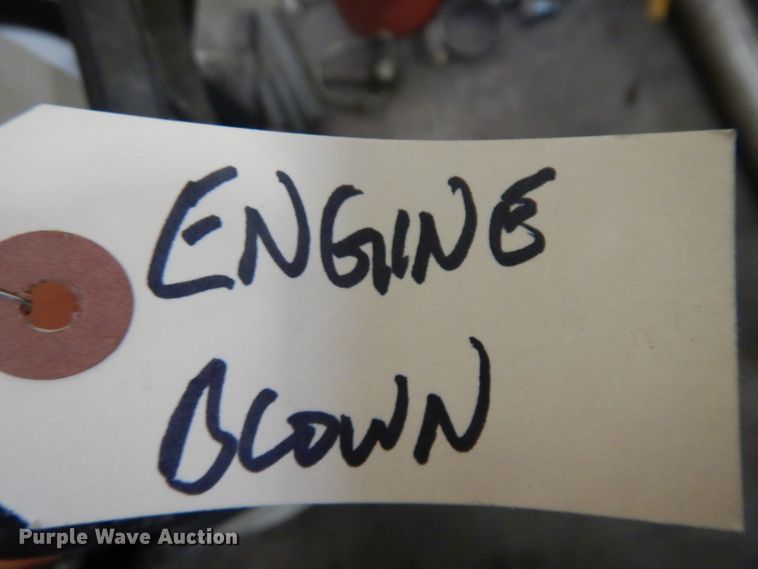 ENGINE
BLOWN
Purple Wave Auction